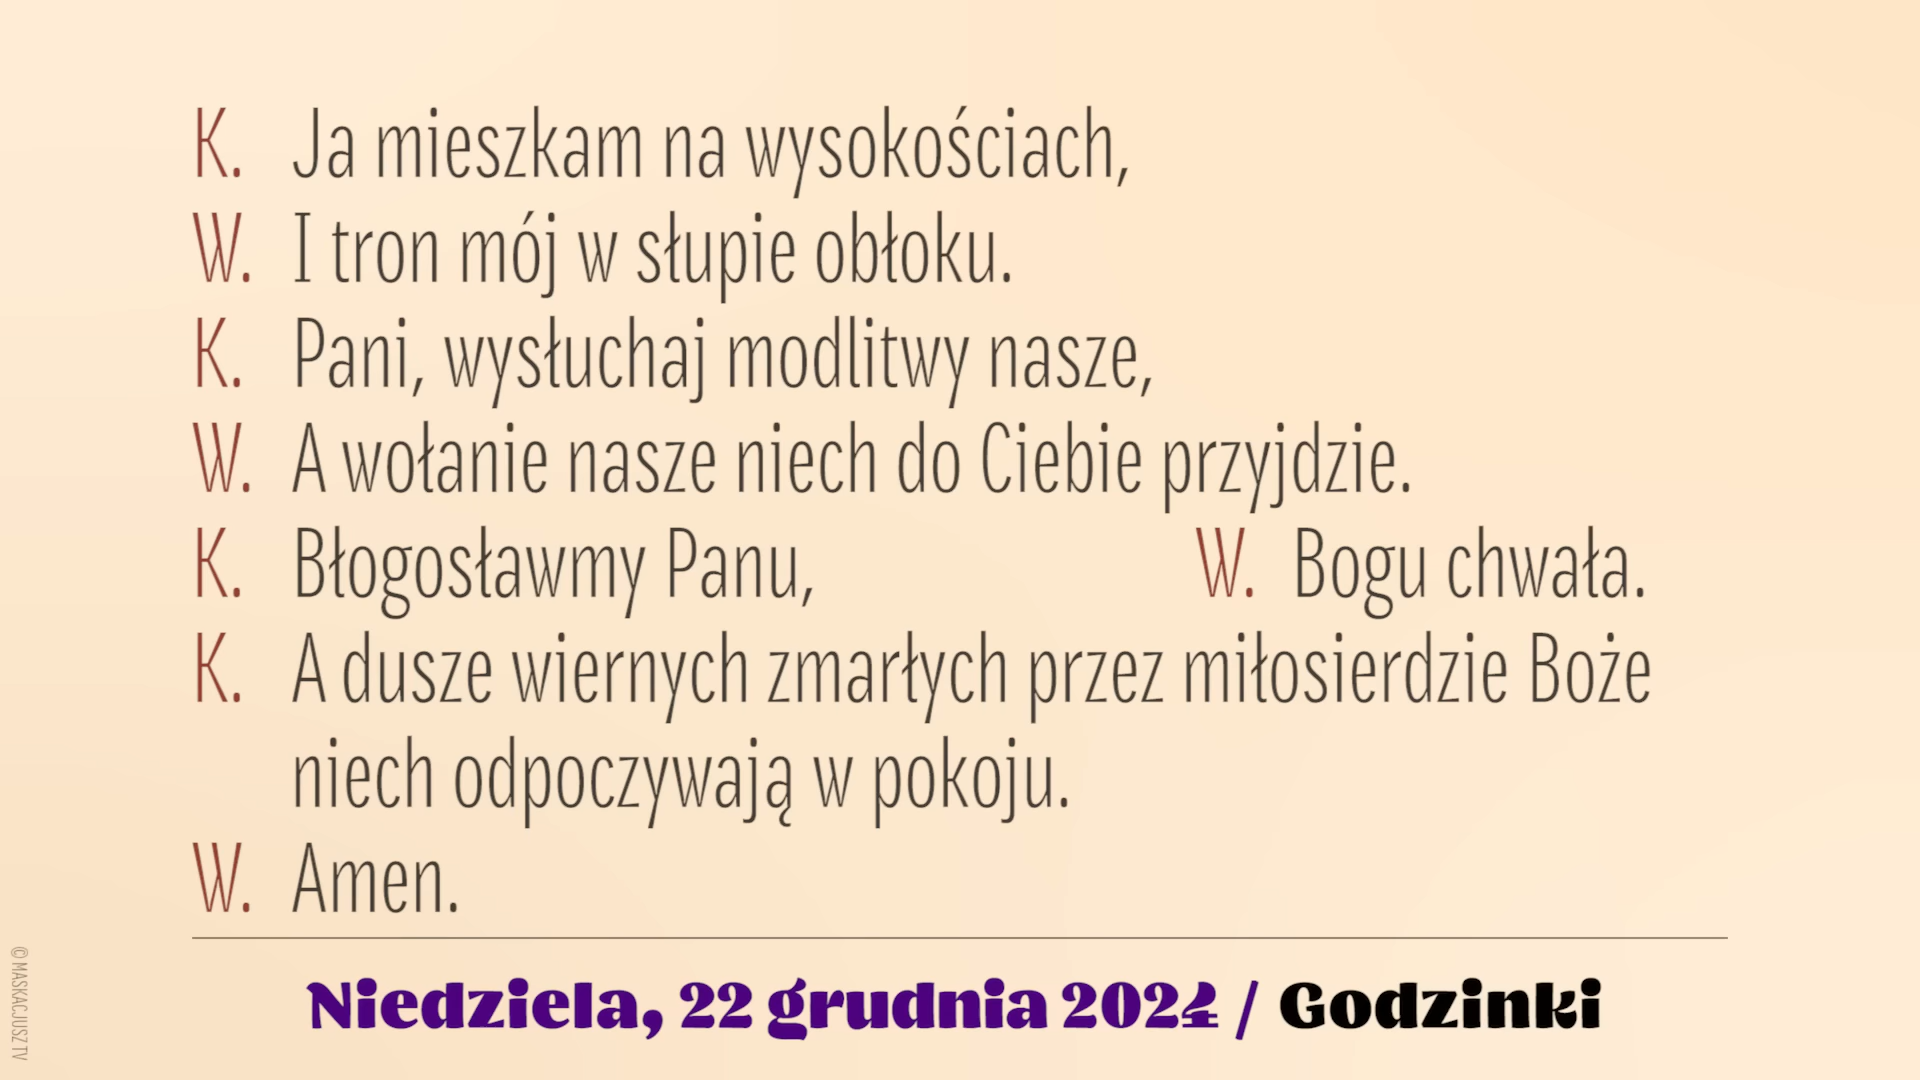 K. Ja mieszkam na wysokościach,
W. I tron mój w słupie obłoku.
K. Pani, wysłuchaj modlitwy nasze,
W. A wołanie nasze niech do Ciebie przyjdzie.
K. Błogosławmy Panu, W. Bogu chwała.
K. A dusze wiernych zmarłych przez miłosierdzie Boże
niech odpoczywają w pokoju.
W. Amen.
Niedziela, 22 grudnia 2024 / Godzinki
© MASKACJUSZ TV